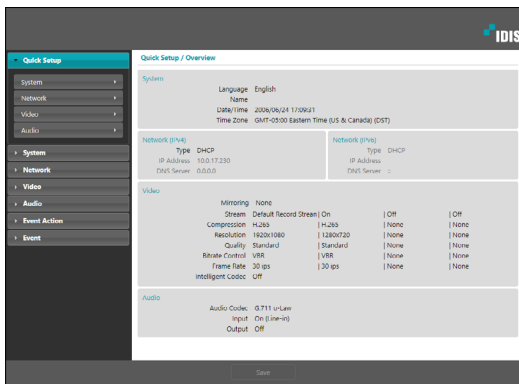 IDIS
Quick Setup
System
Network
Video
Audio
System
Network
Video
Audio
Event Action
Event
Quick Setup / Overview
System
Language English
Name
Date/Time 2006/06/24 17:09:31
Time Zone GMT-05:00 Eastern Time (US & Canada) (DST)
Network (IPv4)
Type DHCP
IP Address 10.0.17.230
DNS Server 0.0.0.0
Network (IPv6)
Type DHCP
IP Address
DNS Server ::
Video
Mirroring None
Stream Default Record Stream | On | Off | Off
Compression H.265 | H.265 | None | None
Resolution 1920x1080 | 1280x720 | None | None
Quality Standard | Standard | None | None
Bitrate Control VBR | VBR | None | None
Frame Rate 30 ips | 30 ips | None | None
Intelligent Codec Off
Audio
Audio Codec G.711 u-Law
Input On (Line-in)
Output Off
Save